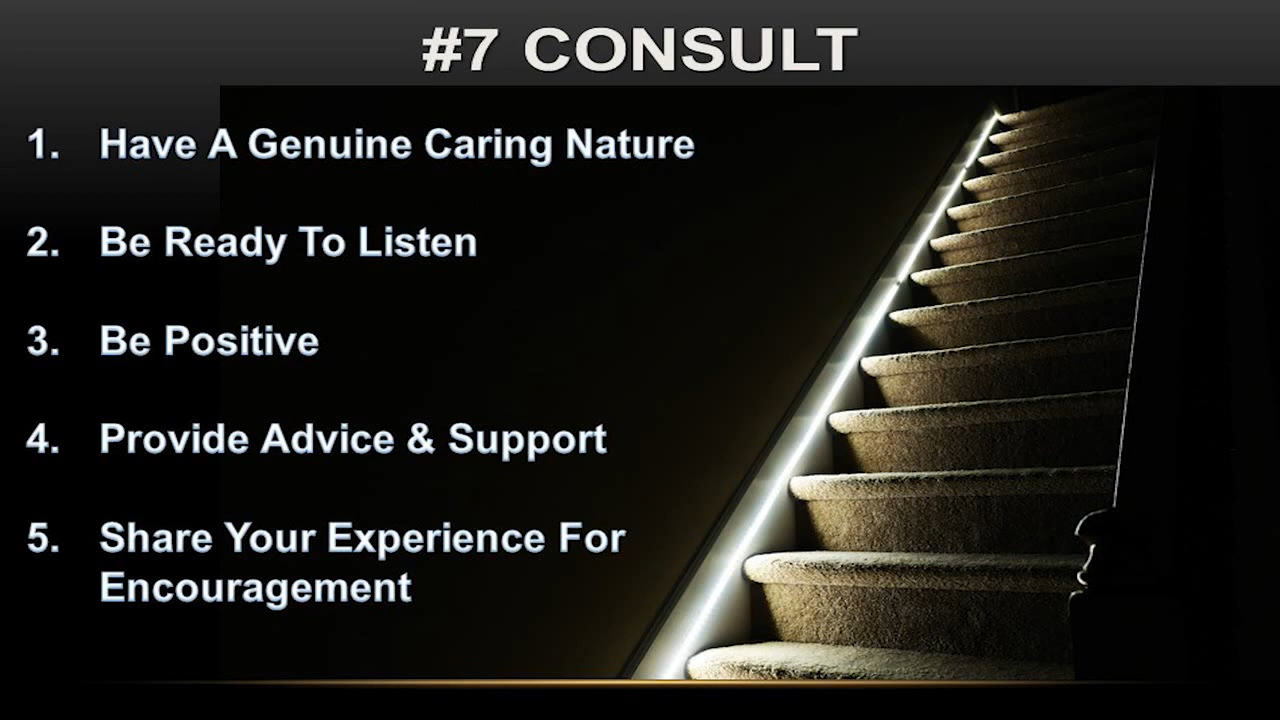 #7 CONSULT
1. Have A Genuine Caring Nature
2. Be Ready To Listen
3. Be Positive
4. Provide Advice & Support
5. Share Your Experience For
Encouragement